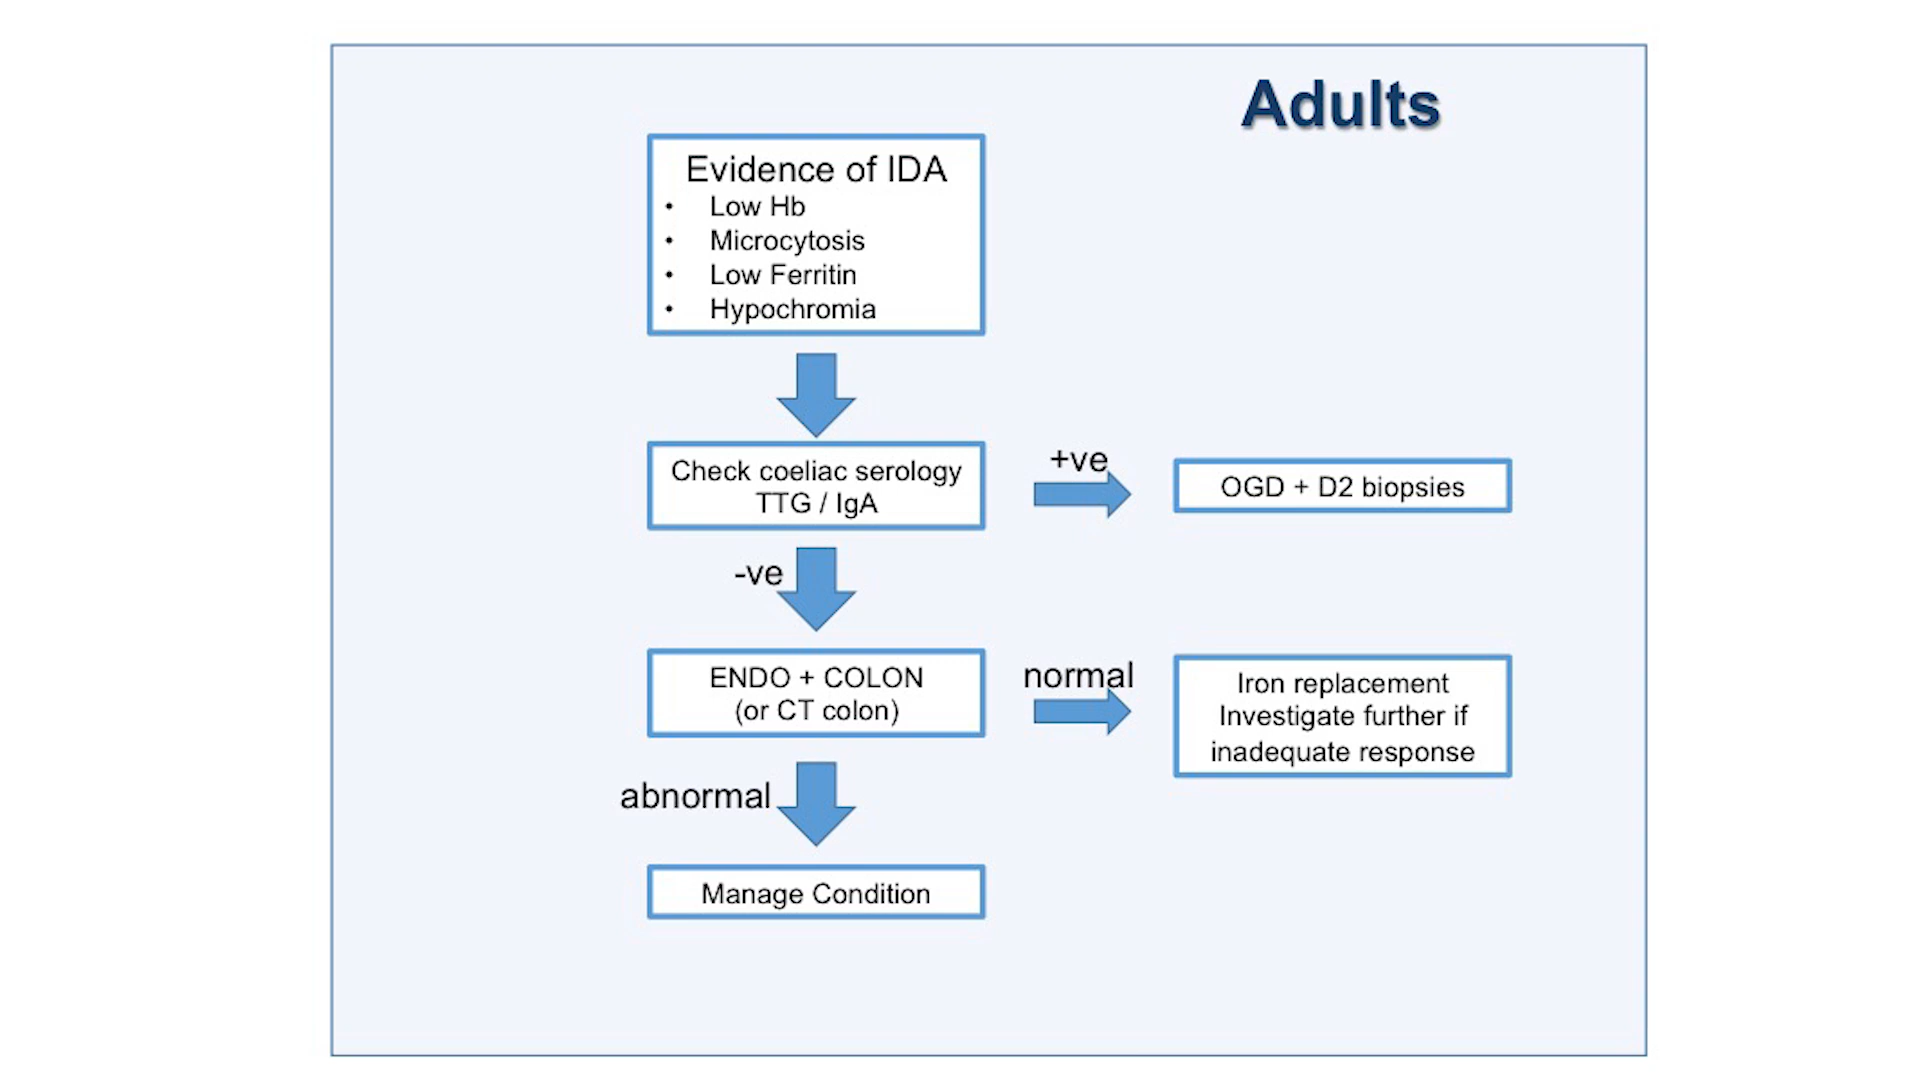 Adults
Evidence of IDA
• Low Hb
• Microcytosis
• Low Ferritin
• Hypochromia
Check coeliac serology
TTG / IgA
+ve
OGD + D2 biopsies
-ve
ENDO + COLON
(or CT colon)
normal
Iron replacement
Investigate further if
inadequate response
abnormal
Manage Condition